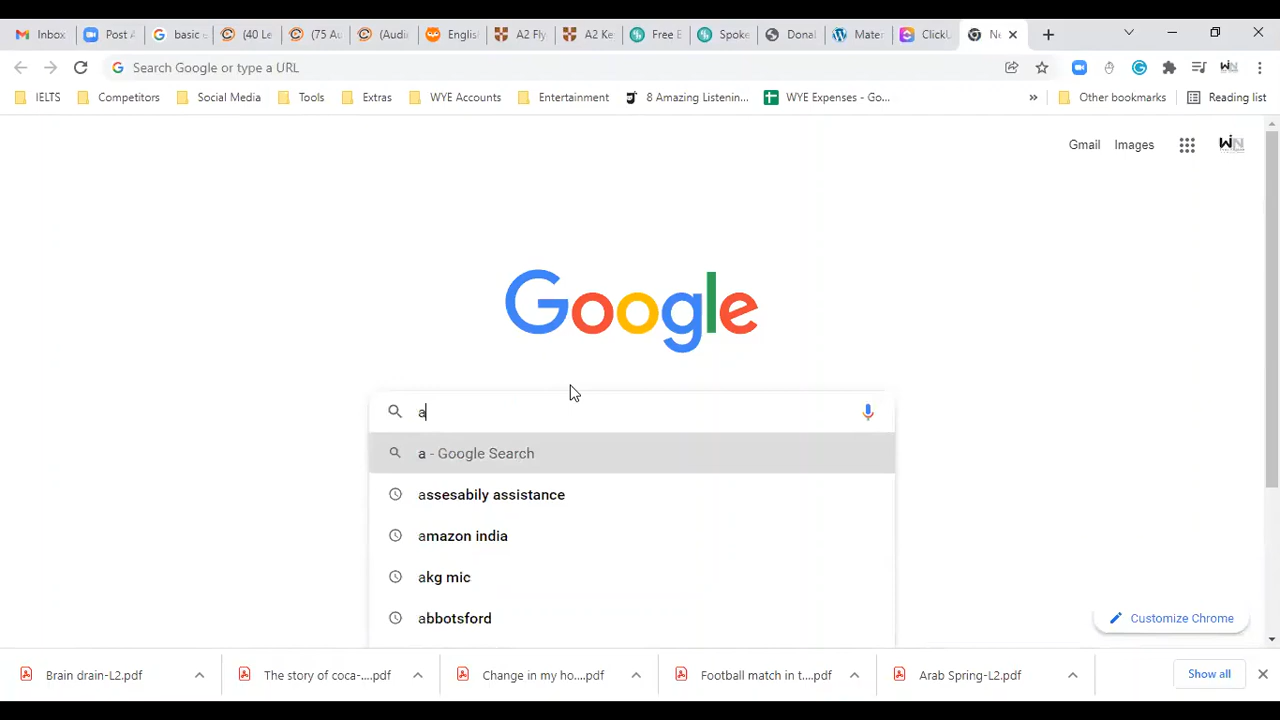 Inbox Post A basic (40 Le (75 Au (Audi Englis A2 Fly A2 Ke Free E Spoke Donal Mater ClickU Ne
Search Google or type a URL
IELTS Competitors Social Media Tools Extras WYE Accounts Entertainment 8 Amazing Listenin... WYE Expenses - Go... » Other bookmarks Reading list
Gmail Images WIN
Google
a
a - Google Search
assesabily assistance
amazon india
akg mic
abbotsford
Customize Chrome
Brain drain-L2.pdf The story of coca-....pdf Change in my ho....pdf Football match in t....pdf Arab Spring-L2.pdf Show all